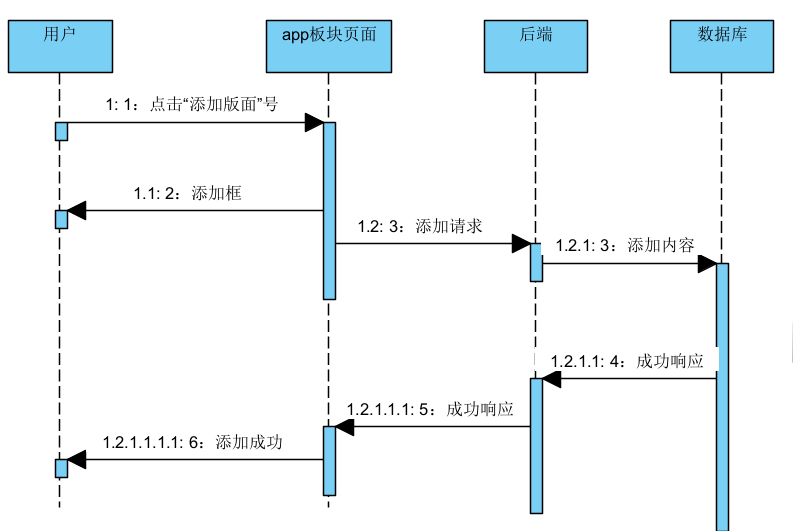 用户
app板块页面
后端
数据库
1: 1：点击“添加版面”号
1.1: 2：添加框
1.2: 3：添加请求
1.2.1: 3：添加内容
1.2.1.1: 4：成功响应
1.2.1.1.1: 5：成功响应
1.2.1.1.1.1: 6：添加成功